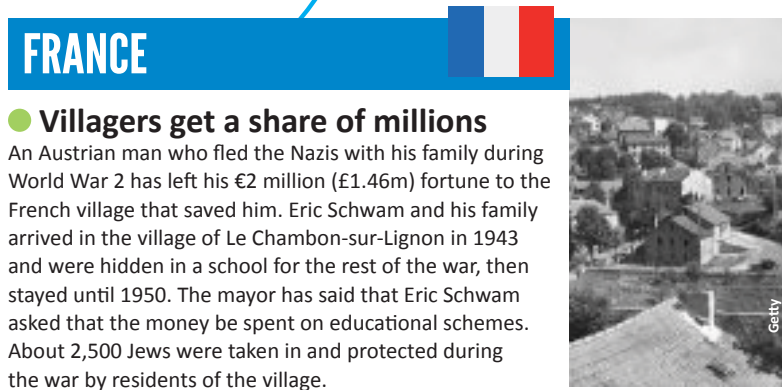 FRANCE
Villagers get a share of millions
An Austrian man who fled the Nazis with his family during
World War 2 has left his €2 million (£1.46m) fortune to the
French village that saved him. Eric Schwam and his family
arrived in the village of Le Chambon-sur-Lignon in 1943
and were hidden in a school for the rest of the war, then
stayed until 1950. The mayor has said that Eric Schwam
asked that the money be spent on educational schemes.
About 2,500 Jews were taken in and protected during
the war by residents of the village.
Getty